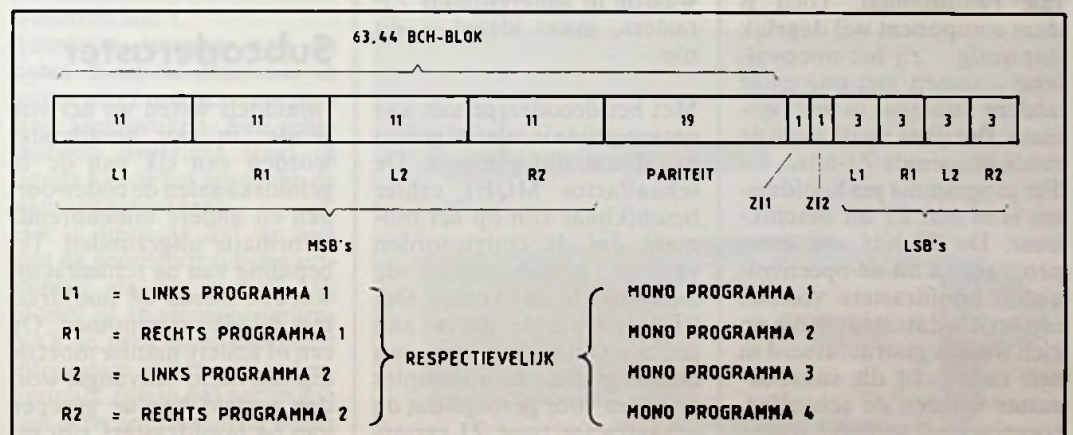 Subcoderaster
63,44 BCH-BLOK
11 11 11 11 19 1 1 3 3 3 3
L1 R1 L2 R2 PARITEIT ZI1 ZI2 L1 R1 L2 R2
MSB's LSB's
L1 = LINKS PROGRAMMA 1
R1 = RECHTS PROGRAMMA 1
L2 = LINKS PROGRAMMA 2
R2 = RECHTS PROGRAMMA 2
RESPECTIEVELIJK
MONO PROGRAMMA 1
MONO PROGRAMMA 2
MONO PROGRAMMA 3
MONO PROGRAMMA 4